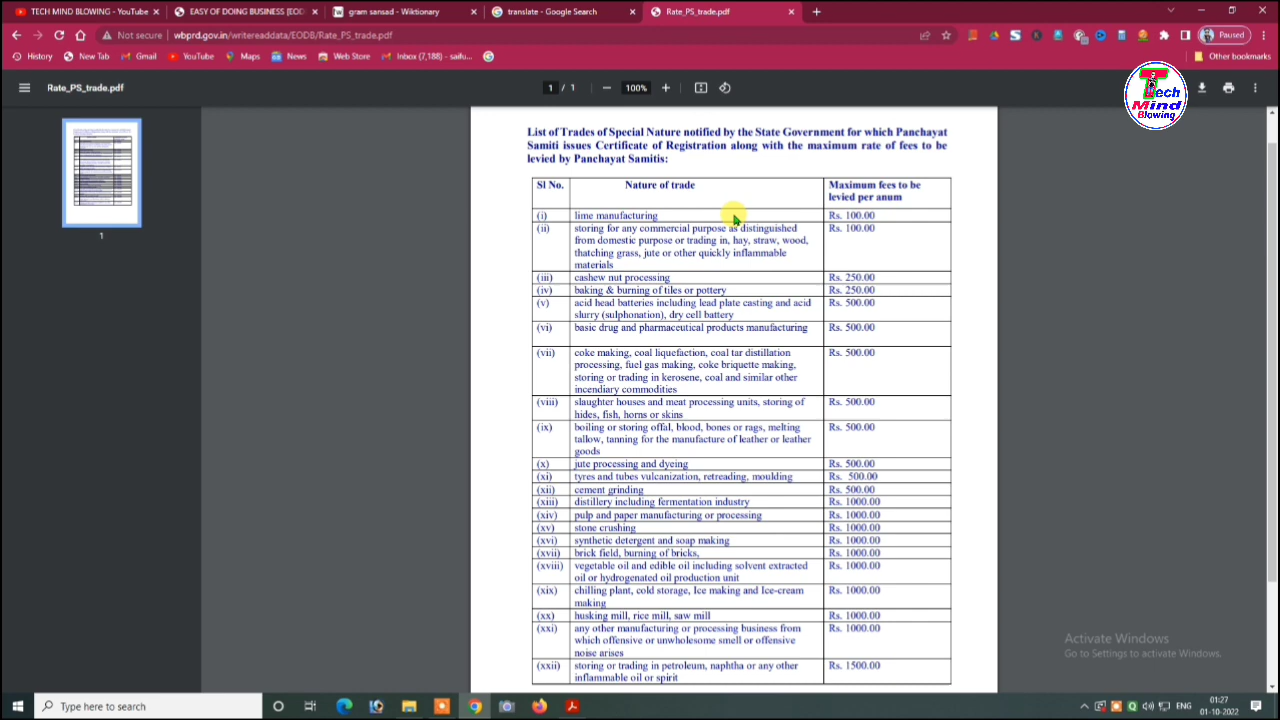 TECH MIND BLOWING - YouTube
EASY OF DOING BUSINESS [EOD
gram sansad - Wiktionary
translate - Google Search
Rate_PS_trade.pdf
Not secure
wbprd.gov.in/writereaddata/EODB/Rate_PS_trade.pdf
Paused
History
New Tab
Gmail
YouTube
Maps
News
Web Store
Inbox (7,188) - saifu...
Other bookmarks
Rate_PS_trade.pdf
1 / 1
100%
Tech
Mind
Blowing
1
List of Trades of Special Nature notified by the State Government for which Panchayat
Samiti issues Certificate of Registration along with the maximum rate of fees to be
levied by Panchayat Samitis:
Sl No. Nature of trade Maximum fees to be
levied per anum
(i) lime manufacturing Rs. 100.00
(ii) storing for any commercial purpose as distinguished Rs. 100.00
from domestic purpose or trading in, hay, straw, wood,
thatching grass, jute or other quickly inflammable
materials
(iii) cashew nut processing Rs. 250.00
(iv) baking & burning of tiles or pottery Rs. 250.00
(v) acid head batteries including lead plate casting and acid Rs. 500.00
slurry (sulphonation), dry cell battery
(vi) basic drug and pharmaceutical products manufacturing Rs. 500.00
(vii) coke making, coal liquefaction, coal tar distillation Rs. 500.00
processing, fuel gas making, coke briquette making,
storing or trading in kerosene, coal and similar other
incendiary commodities
(viii) slaughter houses and meat processing units, storing of Rs. 500.00
hides, fish, horns or skins
(ix) boiling or storing offal, blood, bones or rags, melting Rs. 500.00
tallow, tanning for the manufacture of leather or leather
goods
(x) jute processing and dyeing Rs. 500.00
(xi) tyres and tubes vulcanization, retreading, moulding Rs. 500.00
(xii) cement grinding Rs. 500.00
(xiii) distillery including fermentation industry Rs. 1000.00
(xiv) pulp and paper manufacturing or processing Rs. 1000.00
(xv) stone crushing Rs. 1000.00
(xvi) synthetic detergent and soap making Rs. 1000.00
(xvii) brick field, burning of bricks, Rs. 1000.00
(xviii) vegetable oil and edible oil including solvent extracted Rs. 1000.00
oil or hydrogenated oil production unit
(xix) chilling plant, cold storage, Ice making and Ice-cream Rs. 1000.00
making
(xx) husking mill, rice mill, saw mill Rs. 1000.00
(xxi) any other manufacturing or processing business from Rs. 1000.00
which offensive or unwholesome smell or offensive
noise arises
(xxii) storing or trading in petroleum, naphtha or any other Rs. 1500.00
inflammable oil or spirit
Activate Windows
Go to Settings to activate Windows.
Type here to search
ENG
01:27
01-10-2022